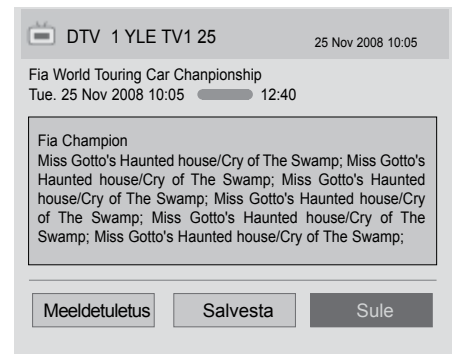 DTV 1 YLE TV1 25 25 Nov 2008 10:05
Fia World Touring Car Chanpionship
Tue. 25 Nov 2008 10:05 12:40
Fia Champion
Miss Gotto's Haunted house/Cry of The Swamp; Miss Gotto's
Haunted house/Cry of The Swamp; Miss Gotto's Haunted
house/Cry of The Swamp; Miss Gotto's Haunted house/Cry
of The Swamp; Miss Gotto's Haunted house/Cry of The
Swamp; Miss Gotto's Haunted house/Cry of The Swamp;
Meeldetuletus Salvesta Sule